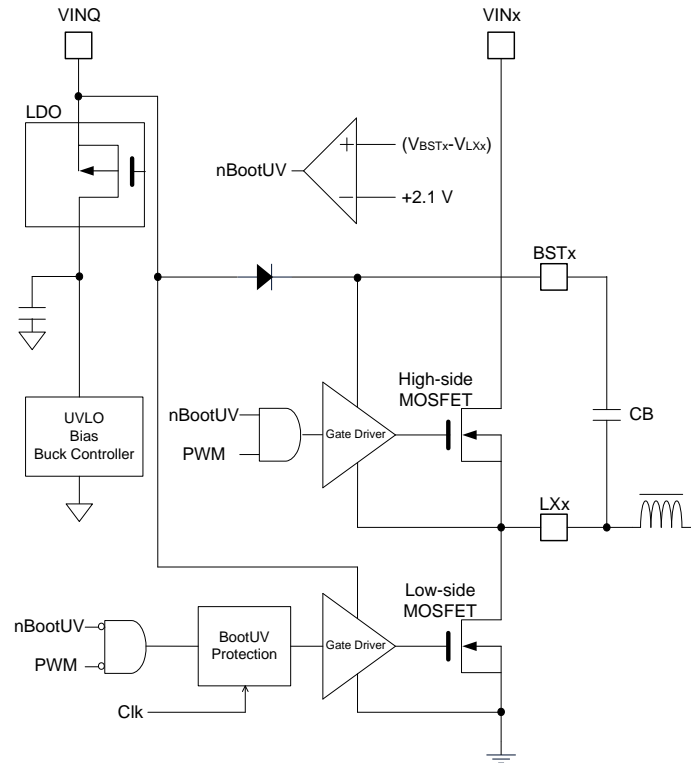 VINQ
VINx
LDO
+
(VBSTx-VLXx)
nBootUV
−
+2.1 V
BSTx
High-side
MOSFET
UVLO
Bias
Buck Controller
nBootUV
PWM
Gate Driver
CB
LXx
Low-side
MOSFET
nBootUV
PWM
BootUV
Protection
Gate Driver
Clk